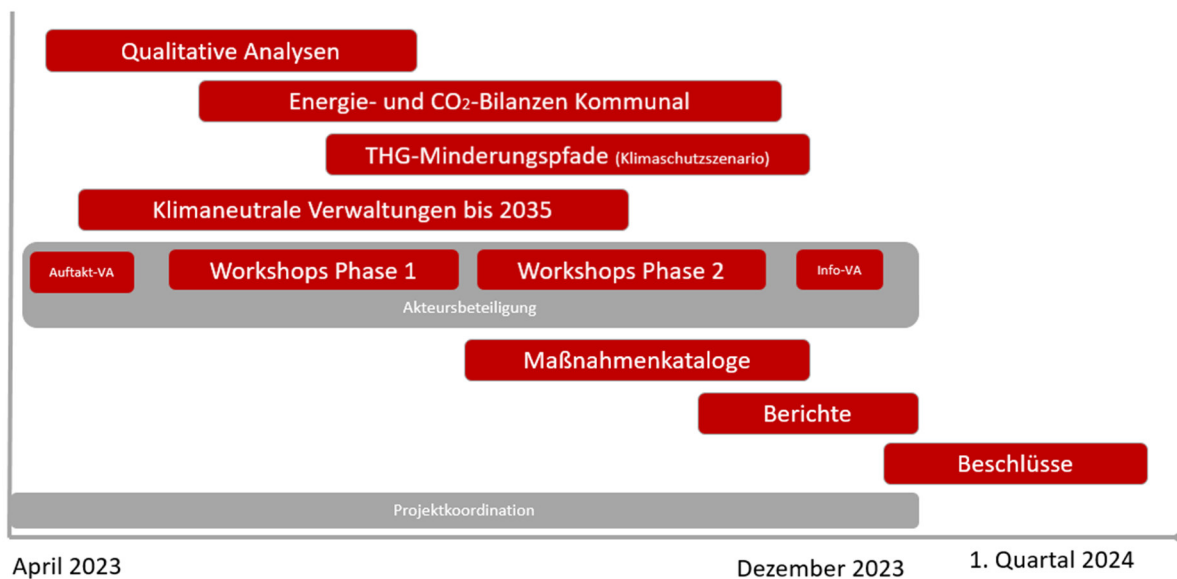 Qualitative Analysen
Energie- und CO₂-Bilanzen Kommunal
THG-Minderungspfade (Klimaschutzszenario)
Klimaneutrale Verwaltungen bis 2035
Auftakt-VA
Workshops Phase 1
Workshops Phase 2
Info-VA
Akteursbeteiligung
Maßnahmenkataloge
Berichte
Beschlüsse
Projektkoordination
April 2023
Dezember 2023
1. Quartal 2024